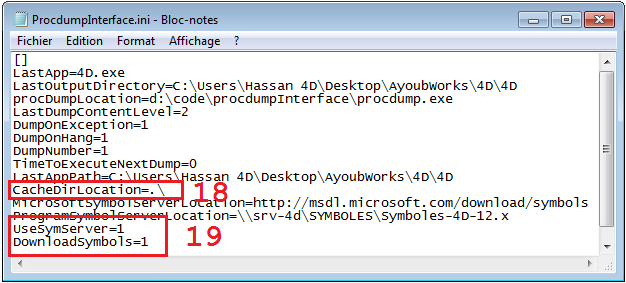 ProcdumpInterface.ini - Bloc-notes
Fichier Edition Format Affichage ?
[]
LastApp=4D.exe
LastOutputDirectory=C:\Users\Hassan 4D\Desktop\AyoubWorks\4D\4D
procDumpLocation=d:\code\procdumpInterface\procdump.exe
LastDumpContentLevel=2
DumpOnException=1
DumpOnHang=1
DumpNumber=1
TimeToExecuteNextDump=0
LastAppPath=C:\Users\Hassan 4D\Desktop\AyoubWorks\4D\4D
CacheDirLocation=.\ 18
MicrosoftSymbolServerLocation=http://msdl.microsoft.com/download/symbols
ProgramSymbolServerLocation=\\srv-4d\SYMBOLES\Symboles-4D-12.x
UseSymServer=1 19
DownloadSymbols=1